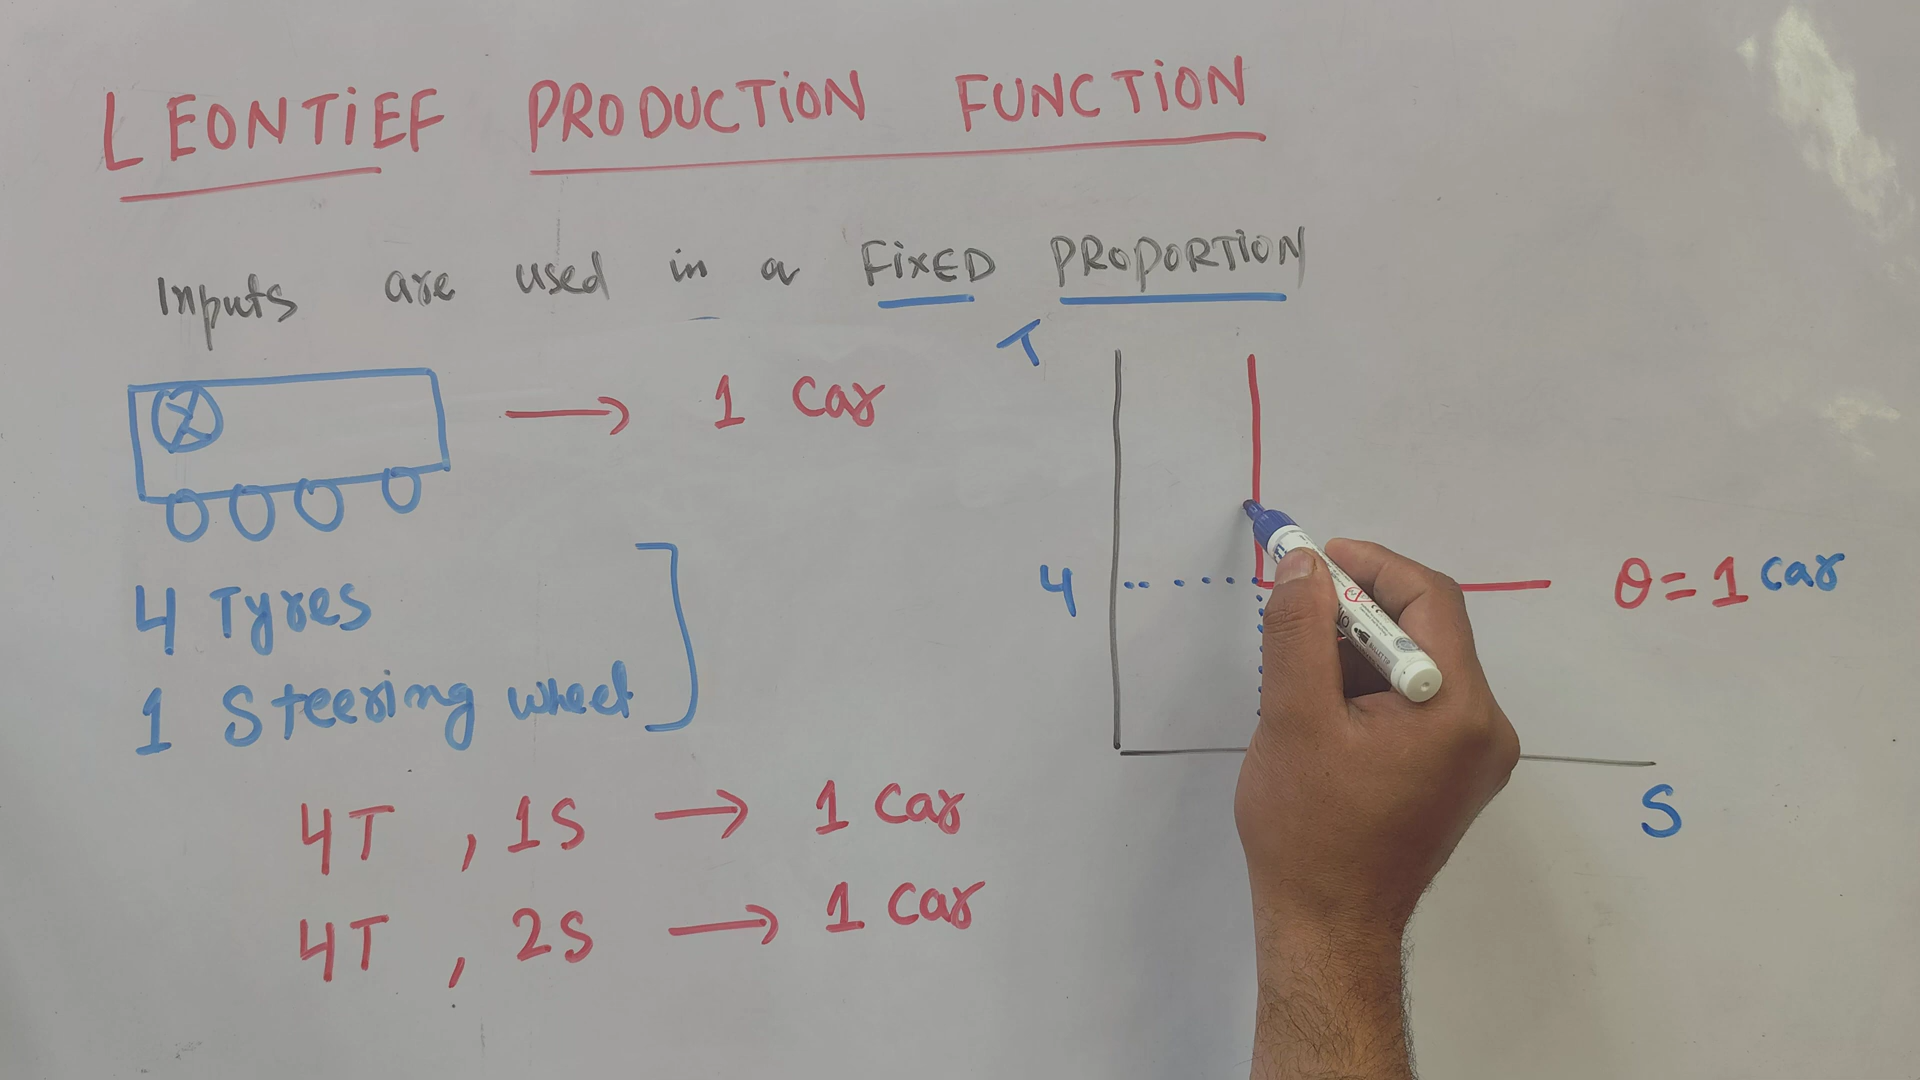 LEONTiEF PRODUCTiON FUNCTiON
Inputs are used in a FixED PROPORTiON
1 Car
4 Tyres
1 Steering wheel
4T , 1S → 1 Car
4T , 2S → 1 Car
T
4
Q = 1 Car
S